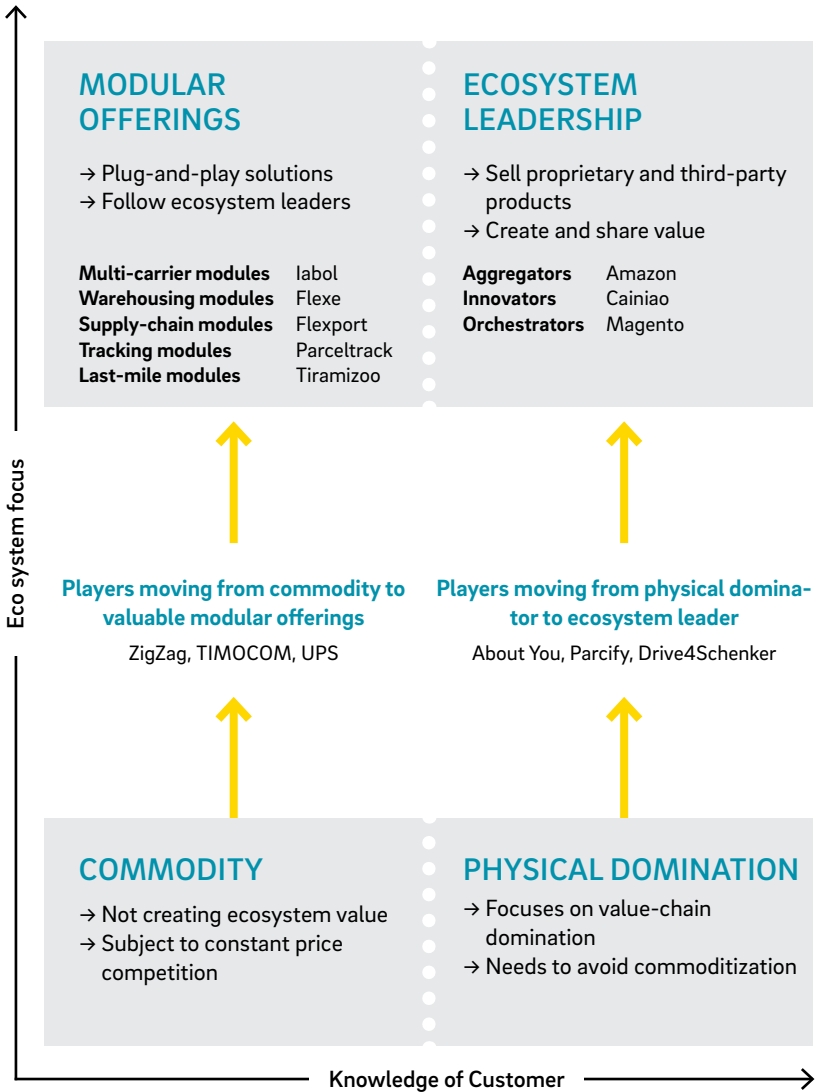 MODULAR
OFFERINGS
→ Plug-and-play solutions
→ Follow ecosystem leaders
Multi-carrier modules Iabol
Warehousing modules Flexe
Supply-chain modules Flexport
Tracking modules Parceltrack
Last-mile modules Tiramizoo
ECOSYSTEM
LEADERSHIP
→ Sell proprietary and third-party
products
→ Create and share value
Aggregators Amazon
Innovators Cainiao
Orchestrators Magento
Eco system focus
Players moving from commodity to
valuable modular offerings
ZigZag, TIMOCOM, UPS
Players moving from physical domina-
tor to ecosystem leader
About You, Parcify, Drive4Schenker
COMMODITY
→ Not creating ecosystem value
→ Subject to constant price
competition
PHYSICAL DOMINATION
→ Focuses on value-chain
domination
→ Needs to avoid commoditization
Knowledge of Customer